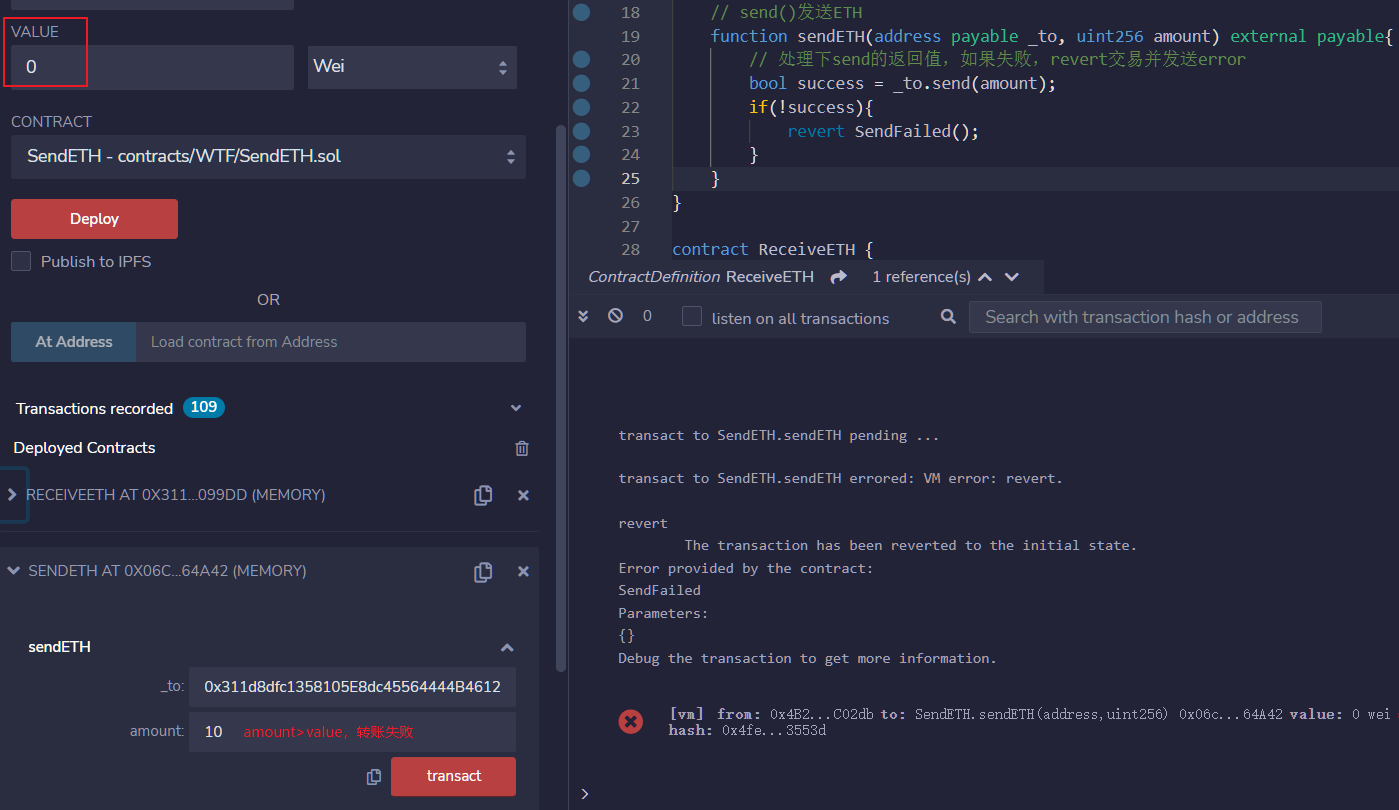 VALUE
0
Wei
CONTRACT
SendETH - contracts/WTF/SendETH.sol
Deploy
Publish to IPFS
OR
At Address
Load contract from Address
Transactions recorded 109
Deployed Contracts
RECEIVEETH AT 0X311...099DD (MEMORY)
SENDETH AT 0X06C...64A42 (MEMORY)
sendETH
_to: 0x311d8dfc1358105E8dc45564444B4612
amount: 10 amount>value，转账失败
transact
18 // send()发送ETH
19 function sendETH(address payable _to, uint256 amount) external payable{
20 // 处理下send的返回值，如果失败，revert交易并发送error
21 bool success = _to.send(amount);
22 if(!success){
23 revert SendFailed();
24 }
25 }
26 }
27
28 contract ReceiveETH {
ContractDefinition ReceiveETH 1 reference(s)
0 listen on all transactions Search with transaction hash or address
transact to SendETH.sendETH pending ...
transact to SendETH.sendETH errored: VM error: revert.
revert
The transaction has been reverted to the initial state.
Error provided by the contract:
SendFailed
Parameters:
{}
Debug the transaction to get more information.
[vm] from: 0x4B2...C02db to: SendETH.sendETH(address,uint256) 0x06c...64A42 value: 0 wei
hash: 0x4fe...3553d
>